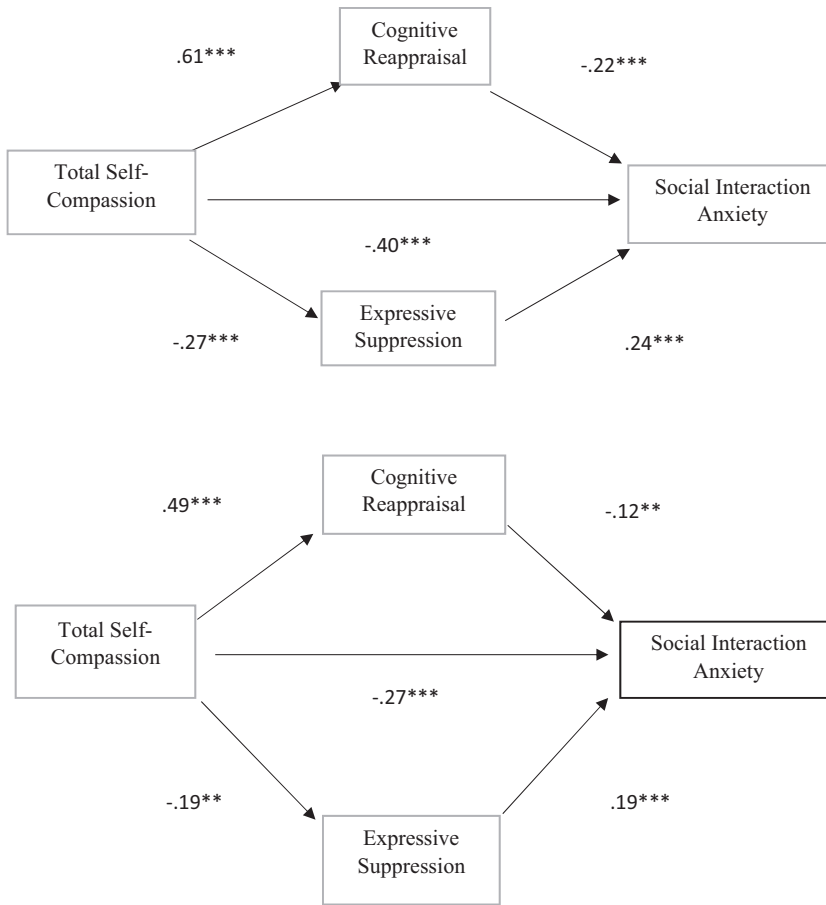 Cognitive
Reappraisal
.61***
-.22***
Total Self-
Compassion
Social Interaction
Anxiety
-.40***
Expressive
Suppression
-.27***
.24***
Cognitive
Reappraisal
.49***
-.12**
Total Self-
Compassion
Social Interaction
Anxiety
-.27***
-.19**
.19***
Expressive
Suppression